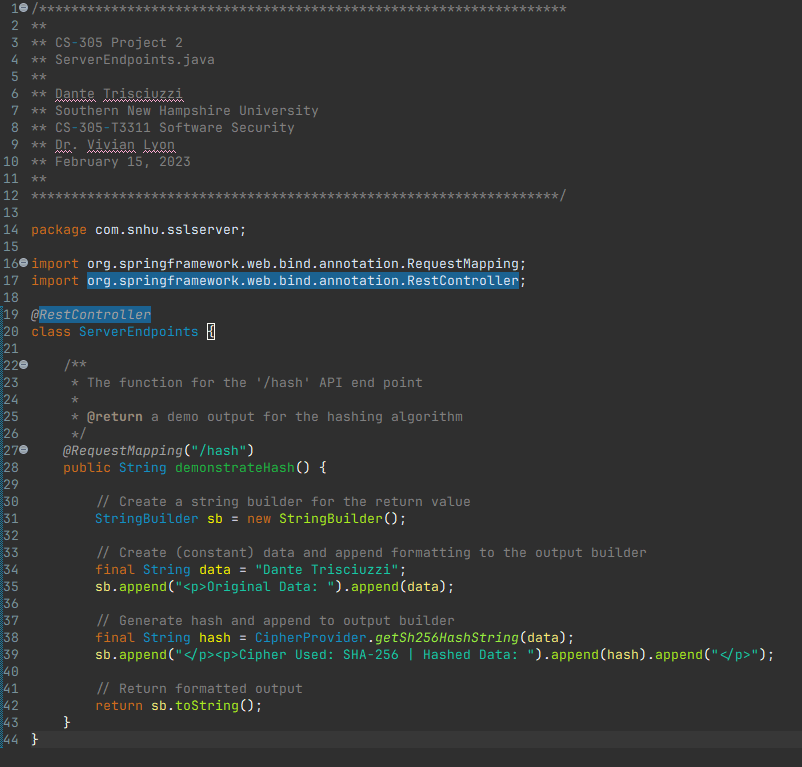 1 /******************************************************************
2 **
3 ** CS-305 Project 2
4 ** ServerEndpoints.java
5 **
6 ** Dante Trisciuzzi
7 ** Southern New Hampshire University
8 ** CS-305-T3311 Software Security
9 ** Dr. Vivian Lyon
10 ** February 15, 2023
11 **
12 ******************************************************************/
13
14 package com.snhu.sslserver;
15
16 import org.springframework.web.bind.annotation.RequestMapping;
17 import org.springframework.web.bind.annotation.RestController;
18
19 @RestController
20 class ServerEndpoints {
21
22     /**
23      * The function for the '/hash' API end point
24      *
25      * @return a demo output for the hashing algorithm
26      */
27     @RequestMapping("/hash")
28     public String demonstrateHash() {
29
30         // Create a string builder for the return value
31         StringBuilder sb = new StringBuilder();
32
33         // Create (constant) data and append formatting to the output builder
34         final String data = "Dante Trisciuzzi";
35         sb.append("<p>Original Data: ").append(data);
36
37         // Generate hash and append to output builder
38         final String hash = CipherProvider.getSh256HashString(data);
39         sb.append("</p><p>Cipher Used: SHA-256 | Hashed Data: ").append(hash).append("</p>");
40
41         // Return formatted output
42         return sb.toString();
43     }
44 }